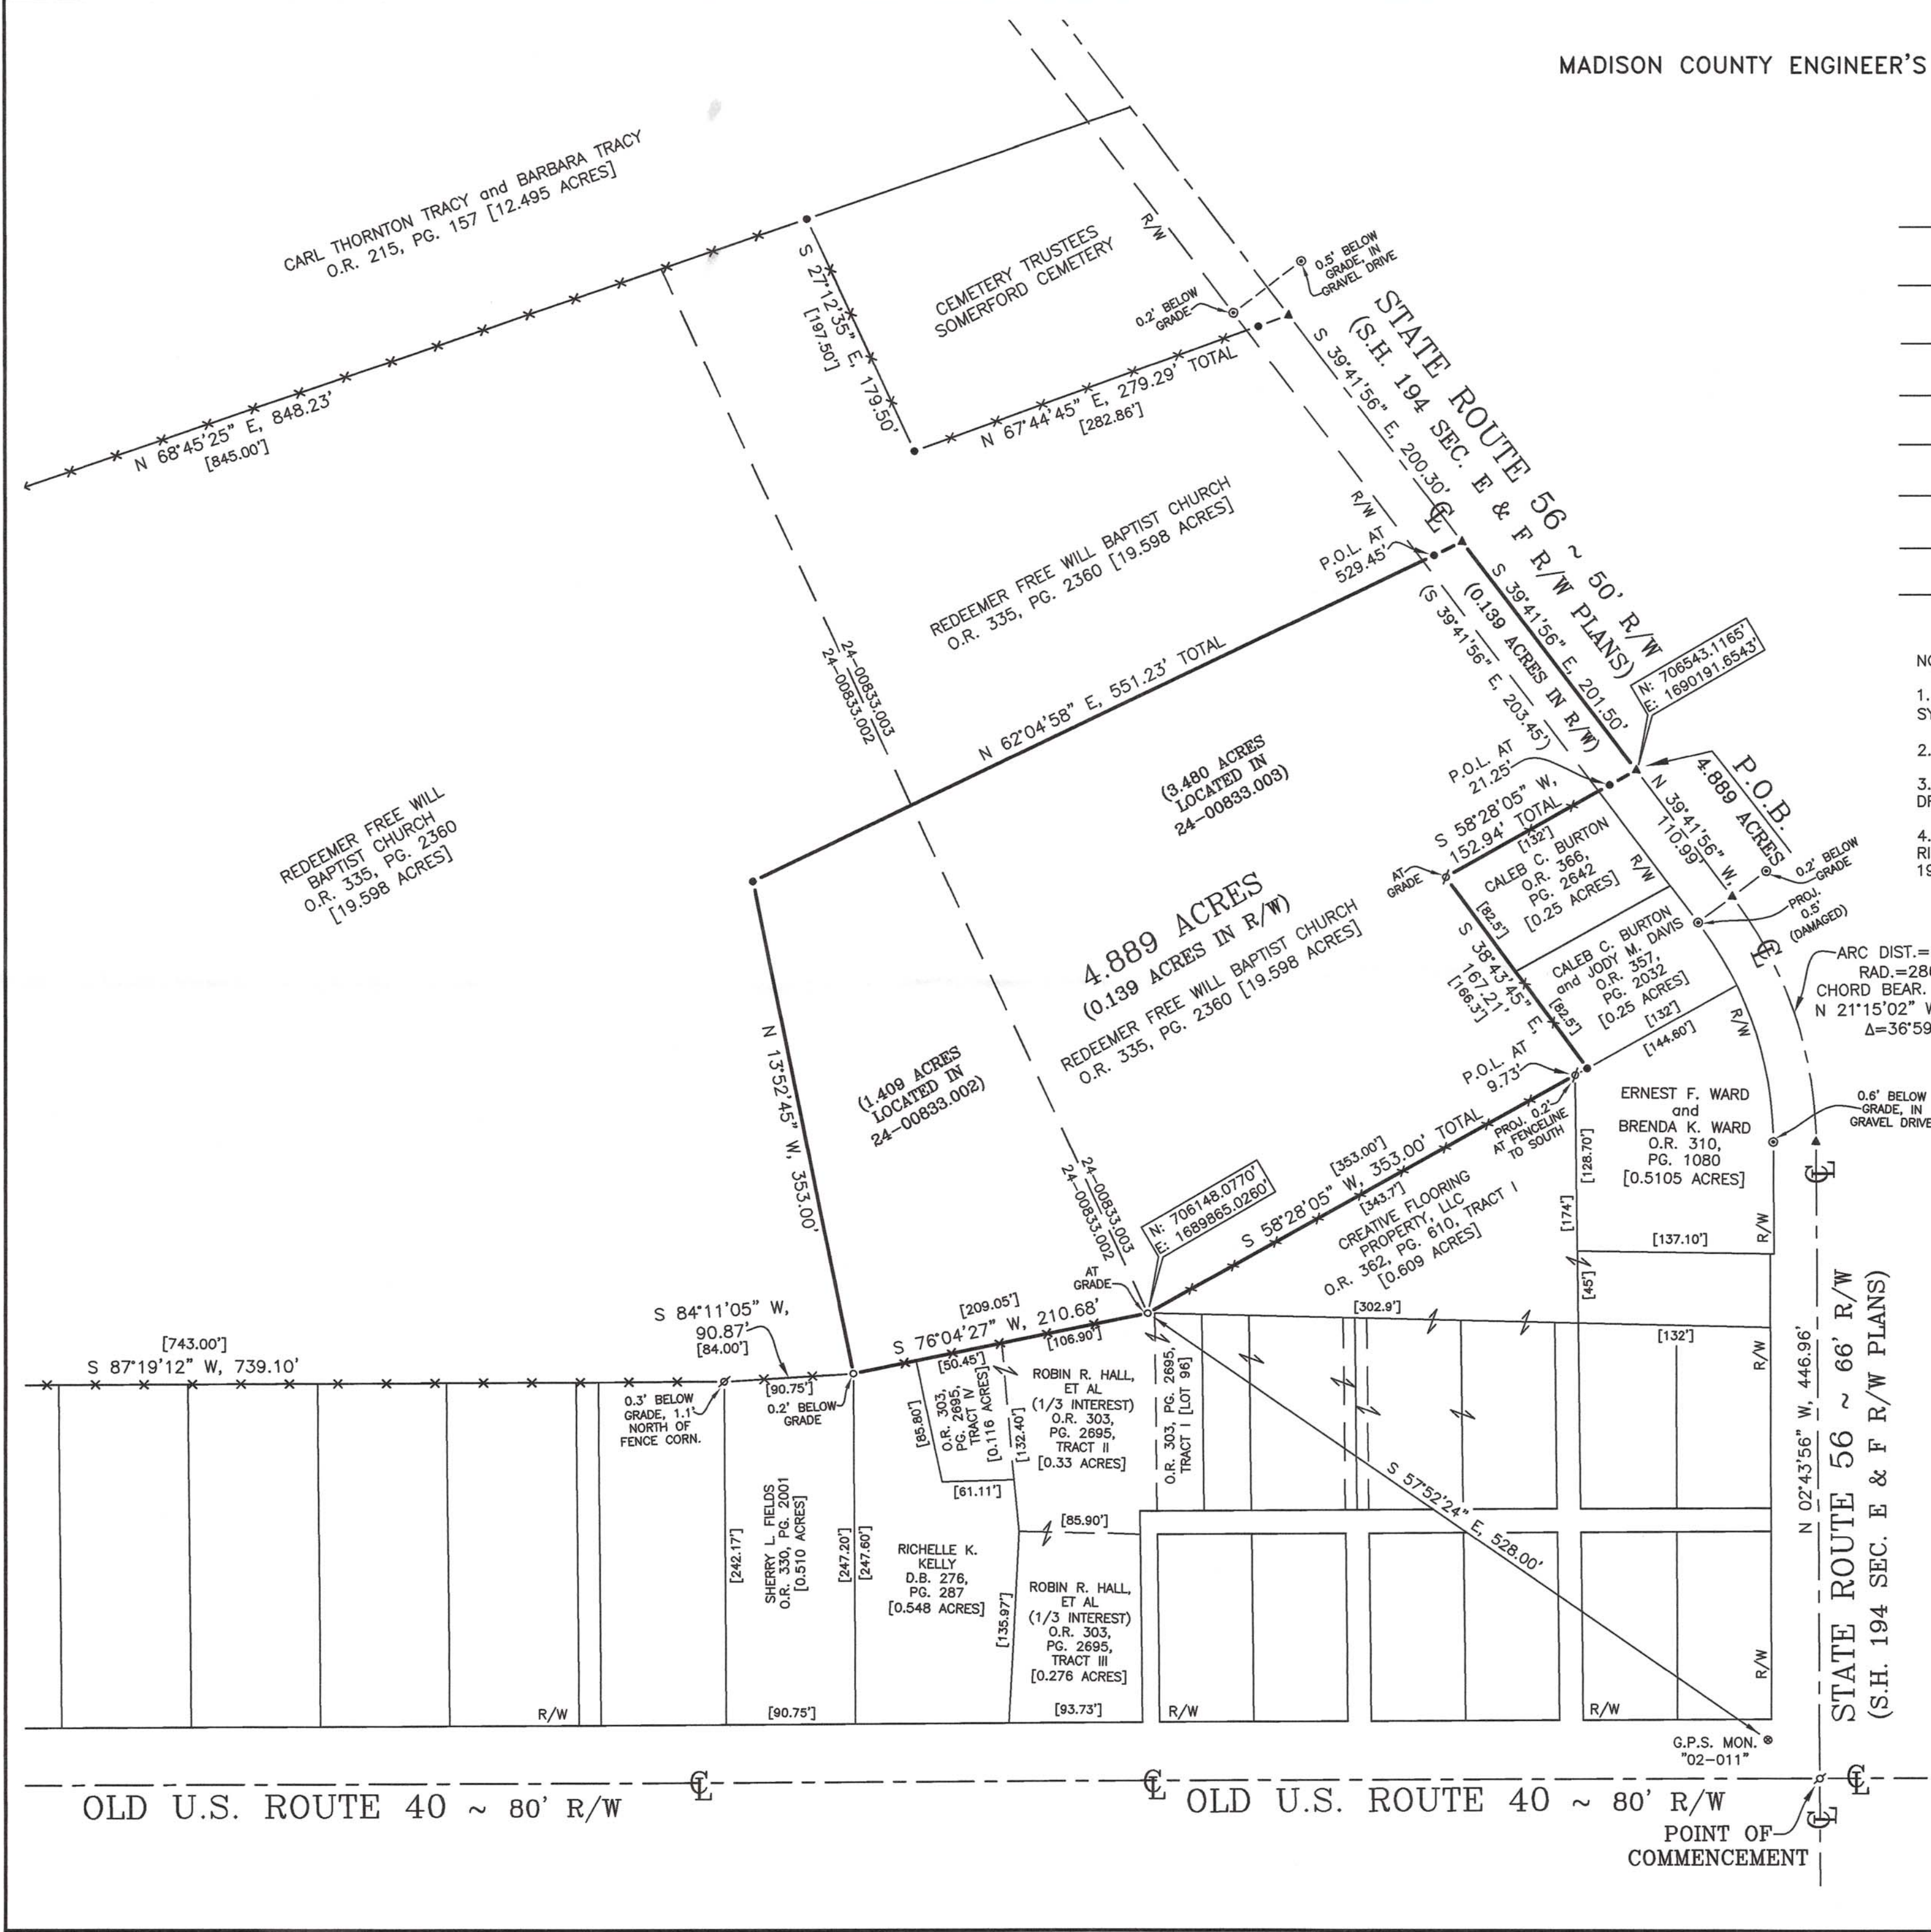 MADISON COUNTY ENGINEER'S
CARL THORNTON TRACY and BARBARA TRACY
O.R. 215, PG. 157 [12.495 ACRES]
N 68°45'25" E, 848.23'
[845.00']
S 27°12'35" E, 179.50'
[197.50']
CEMETERY TRUSTEES
SOMERFORD CEMETERY
R/W
0.2' BELOW
GRADE
0.5' BELOW
GRADE, IN
GRAVEL DRIVE
N 67°44'45" E, 279.29' TOTAL
[282.86']
S 39°41'56" E, 200.30'
STATE ROUTE 56 ~ 50' R/W
(S.H. 194 SEC. E & F R/W PLANS)
R/W
REDEEMER FREE WILL BAPTIST CHURCH
O.R. 335, PG. 2360 [19.598 ACRES]
P.O.L. AT
529.45'
S 39°41'56" E, 201.50'
(0.139 ACRES IN R/W)
(S 39°41'56" E, 203.45')
N: 706543.1165'
E: 1690191.6543'
24-00833.003
24-00833.002
N 62°04'58" E, 551.23' TOTAL
(3.480 ACRES
LOCATED IN
24-00833.003)
P.O.L. AT
21.25'
S 58°28'05" W,
152.94' TOTAL
[132']
P.O.B.
4.889 ACRES
N 39°41'56" W,
110.99'
0.2' BELOW
GRADE
PROJ.
0.5'
(DAMAGED)
AT
GRADE
CALEB C. BURTON
O.R. 366,
PG. 2642
[0.25 ACRES]
R/W
[82.5']
REDEEMER FREE WILL
BAPTIST CHURCH
O.R. 335, PG. 2360
[19.598 ACRES]
4.889 ACRES
(0.139 ACRES IN R/W)
REDEEMER FREE WILL BAPTIST CHURCH
O.R. 335, PG. 2360 [19.598 ACRES]
S 38°43'45" E,
167.21'
[166.3']
CALEB C. BURTON
and JODY M. DAVIS
O.R. 357,
PG. 2032
[0.25 ACRES]
[82.5']
[132']
[144.60']
R/W
ARC DIST.=
CHORD BEAR.
N 21°15'02" W
(1.409 ACRES
LOCATED IN
24-00833.002)
N 13°52'45" W, 353.00'
P.O.L. AT
9.73'
PROJ. 0.2'
AT FENCELINE
TO SOUTH
ERNEST F. WARD
and
BRENDA K. WARD
O.R. 310,
PG. 1080
[0.5105 ACRES]
0.6' BELOW
GRADE, IN
GRAVEL DRIVE
[128.70']
[174']
[137.10']
R/W
[45']
[353.00']
S 58°28'05" W, 353.00' TOTAL
[343.7']
CREATIVE FLOORING
PROPERTY, LLC
O.R. 362, PG. 610, TRACT I
[0.609 ACRES]
24-00833.003
24-00833.002
N: 706148.0770'
E: 1689865.0260'
AT
GRADE
[302.9']
[132']
R/W
[743.00']
S 87°19'12" W, 739.10'
S 84°11'05" W,
90.87'
[84.00']
[209.05']
S 76°04'27" W, 210.68'
[106.90']
[50.45']
[90.75']
0.3' BELOW
GRADE, 1.1'
NORTH OF
FENCE CORN.
0.2' BELOW
GRADE
[85.80']
O.R. 303,
PG. 2695,
TRACT IV
[0.116 ACRES]
[132.40']
[61.11']
ROBIN R. HALL,
ET AL
(1/3 INTEREST)
O.R. 303,
PG. 2695,
TRACT II
[0.33 ACRES]
O.R. 303, PG. 2695,
TRACT I [LOT 96]
S 57°52'24" E, 528.00'
N 02°43'56" W, 446.96'
STATE ROUTE 56 ~ 66' R/W
(S.H. 194 SEC. E & F R/W PLANS)
[242.17']
SHERRY L FIELDS
O.R. 330, PG. 2001
[0.510 ACRES]
[247.20']
[247.60']
RICHELLE K.
KELLY
D.B. 276,
PG. 287
[0.548 ACRES]
[85.90']
[135.97']
ROBIN R. HALL,
ET AL
(1/3 INTEREST)
O.R. 303,
PG. 2695,
TRACT III
[0.276 ACRES]
[93.73']
[90.75']
R/W
R/W
R/W
R/W
G.P.S. MON.
"02-011"
OLD U.S. ROUTE 40 ~ 80' R/W
OLD U.S. ROUTE 40 ~ 80' R/W
POINT OF
COMMENCEMENT